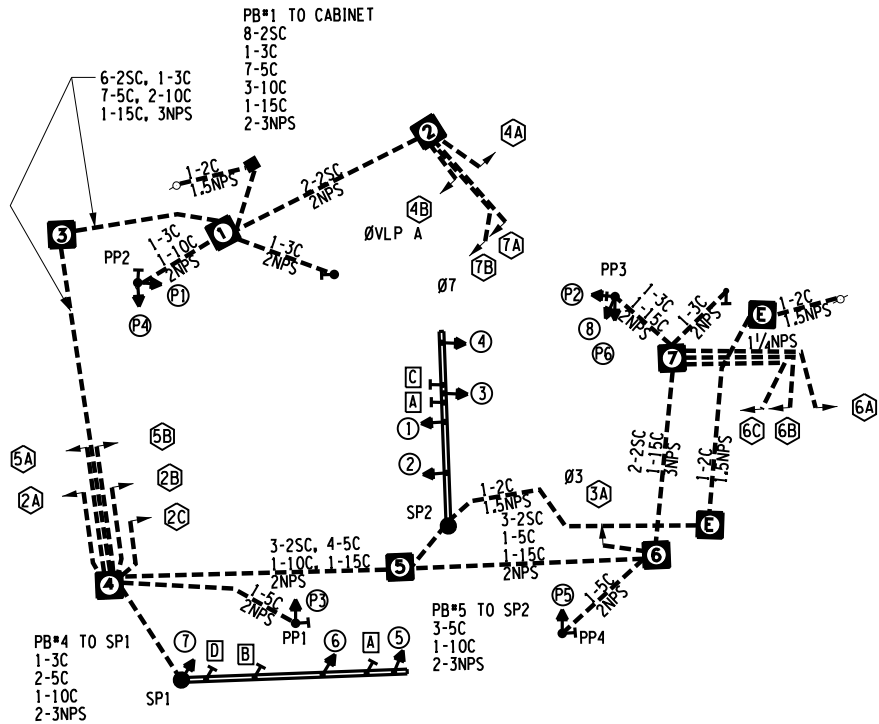 PB#1 TO CABINET
8-2SC
1-3C
7-5C
3-10C
1-15C
2-3NPS
6-2SC, 1-3C
7-5C, 2-10C
1-15C, 3NPS
1-2C
1.5NPS
2-2SC
2NPS
2
4A
4B
ØVLP A
7A
7B
3
1
1-3C
1-10C
2NPS
PP2
P1
P4
1-3C
2NPS
Ø7
PP3
P2
8
P6
1-3C
1-15C
2NPS
1-3C
2NPS
E
1-2C
1.5NPS
7
1 1/4NPS
4
C
A
3
1
2
6C
6B
6A
5B
5A
2B
2A
2C
2-2SC
1-15C
3NPS
1-2C
1.5NPS
Ø3
3A
1-2C
1.5NPS
SP2
E
3-2SC
1-5C
1-15C
2NPS
3-2SC, 4-5C
1-10C, 1-15C
2NPS
5
6
4
1-5C
2NPS
P3
PP1
1-5C
2NPS
P5
PP4
PB#5 TO SP2
3-5C
1-10C
2-3NPS
PB#4 TO SP1
1-3C
2-5C
1-10C
2-3NPS
7
D
B
6
A
5
SP1